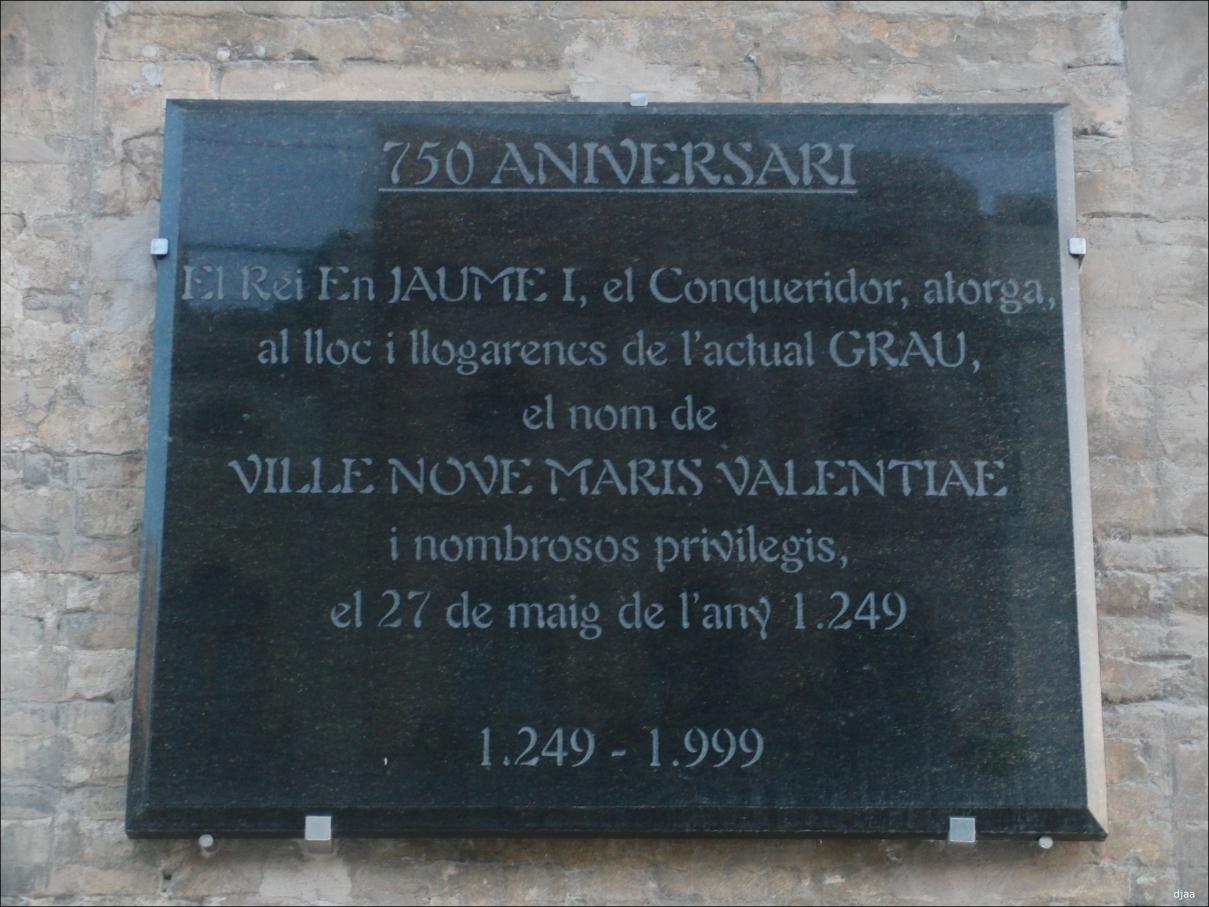 750 ANIVERSARI
El Rei En JAUME I, el Conqueridor, atorga,
al lloc i llogarencs de l'actual GRAU,
el nom de
VILLE NOVE MARIS VALENTIAE
i nombrosos privilegis,
el 27 de maig de l'any 1.249
1.249 - 1.999
djaa